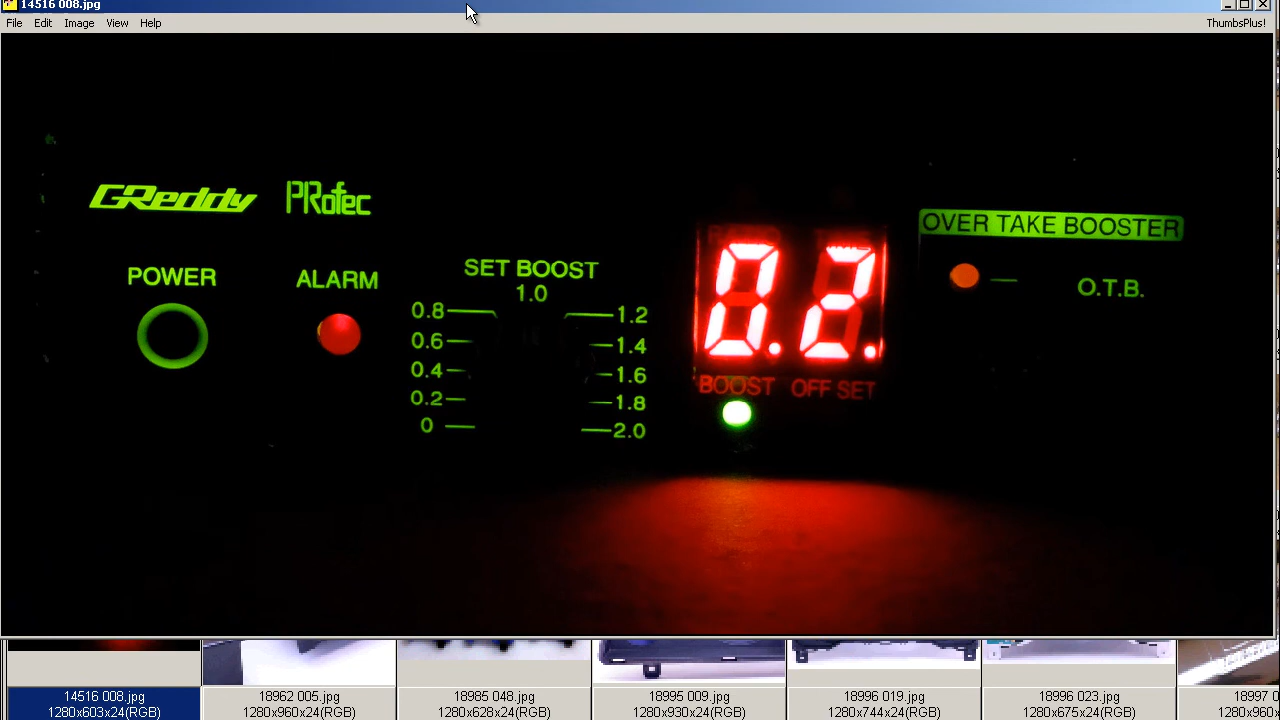 14516 008.jpg
File Edit Image View Help
ThumbsPlus!
GReddy PRofec
OVER TAKE BOOSTER
POWER
ALARM
SET BOOST
1.0
O.T.B.
0.8
1.2
0.6
1.4
0.4
1.6
0.2
1.8
0
2.0
0.2.
BOOST OFF SET
14516 008.jpg
1280x603x24(RGB)
18962 005.jpg
1280x960x24(RGB)
18985 048.jpg
1280x628x24(RGB)
18995 009.jpg
1280x930x24(RGB)
18996 019.jpg
1280x744x24(RGB)
18996 023.jpg
1280x675x24(RGB)
18997 0
1280x960x